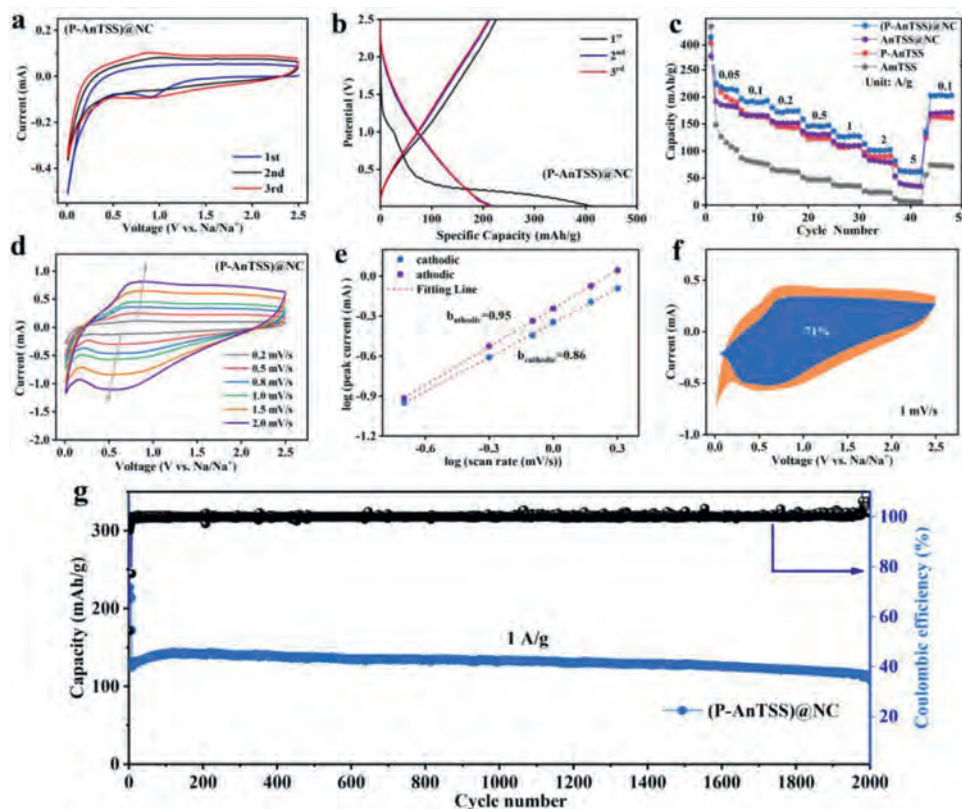 a
(P-AnTSS)@NC
Current (mA)
0.2
0.0
-0.2
-0.4
1st
2nd
3rd
0.0 0.5 1.0 1.5 2.0 2.5
Voltage (V vs. Na/Na⁺)
b
Potential (V)
2.5
2.0
1.5
1.0
0.5
1st
2nd
3rd
(P-AnTSS)@NC
0 100 200 300 400 500
Specific Capacity (mAh/g)
c
Capacity (mAh/g)
400
350
200
150
100
50
0
(P-AnTSS)@NC
AnTSS@NC
P-AnTSS
AmTSS
Unit: A/g
0.05
0.1
0.2
0.5
1
2
5
0.1
0 10 20 30 40 50
Cycle Number
d
(P-AnTSS)@NC
Current (mA)
1.0
0.5
0.0
-0.5
-1.0
-2.0
0.2 mV/s
0.5 mV/s
0.8 mV/s
1.0 mV/s
1.5 mV/s
2.0 mV/s
0.0 0.5 1.0 1.5 2.0 2.5
Voltage (V vs. Na/Na⁺)
e
log (peak current (mA))
0.0
-0.3
-0.6
-0.9
-1.2
cathodic
athodic
Fitting Line
b athodic=0.95
b cathodic=0.86
-0.6 -0.3 0.0 0.3
log (scan rate (mV/s))
f
Current (mA)
1.0
0.5
0.0
-0.5
-1.0
71%
1 mV/s
0.0 0.5 1.0 1.5 2.0 2.5
Voltage (V vs. Na/Na⁺)
g
Capacity (mAh/g)
300
200
100
0
1 A/g
(P-AnTSS)@NC
100
80
60
40
20
Coulombic efficiency (%)
0 200 400 600 800 1000 1200 1400 1600 1800 2000
Cycle number